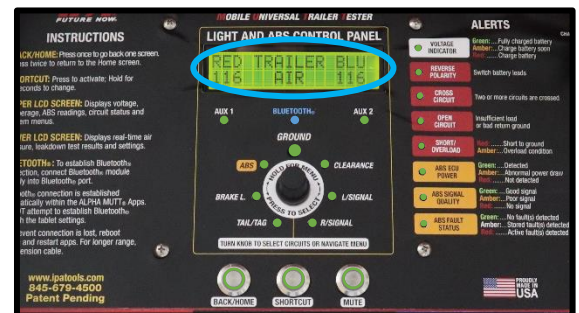 FUTURE NOW.
INSTRUCTIONS
BACK/HOME: Press once to go back one screen.
twice to return to the Home screen.
SHORTCUT: Press to activate; Hold for
seconds to change.
LCD SCREEN: Displays voltage,
ABS readings, circuit status and
menus.
LCD SCREEN: Displays real-time air
leakdown test results and settings.
To establish Bluetooth®
connect Bluetooth® module
into Bluetooth® port.
connection is established
within the ALPHA MUTT® Apps.
attempt to establish Bluetooth®
the tablet settings.
event connection is lost, reboot
and restart apps. For longer range,
cable.
www.ipatools.com
845-679-4500
Patent Pending
MOBILE UNIVERSAL TRAILER TESTER
LIGHT AND ABS CONTROL PANEL
RED TRAILER BLU
116 AIR 116
AUX 1
BLUETOOTH®
AUX 2
GROUND
ABS
CLEARANCE
HOLD FOR MENU
PRESS TO SELECT
BRAKE L.
L/SIGNAL
TAIL/TAG
R/SIGNAL
TURN KNOB TO SELECT CIRCUITS OR NAVIGATE MENU
BACK/HOME
SHORTCUT
MUTE
ALERTS
VOLTAGE INDICATOR
Green:....Fully charged battery
Amber:...Charge battery soon
Red:......Charge battery
REVERSE POLARITY
Switch battery leads
CROSS CIRCUIT
Two or more circuits are crossed
OPEN CIRCUIT
Insufficient load
or bad return ground
SHORT/OVERLOAD
Red:......Short to ground
Amber:...Overload condition
ABS ECU POWER
Green:...Detected
Amber:...Abnormal power draw
Red:......Not detected
ABS SIGNAL QUALITY
Green:...Good signal
Amber:...Poor signal
Red:......No signal
ABS FAULT STATUS
Green:...No fault(s) detected
Amber:...Stored fault(s) detected
Red:......Active fault(s) detected
PROUDLY
MADE IN
USA